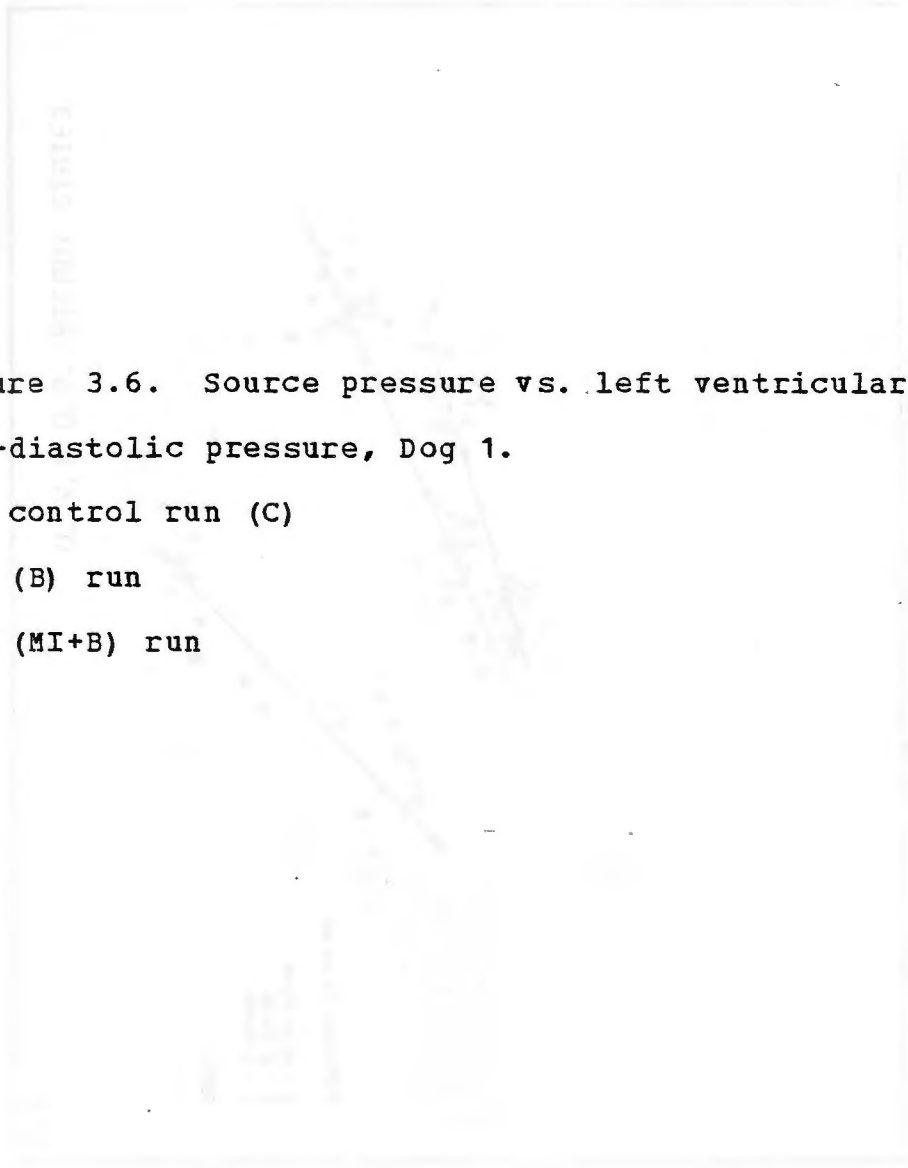 ure 3.6. Source pressure vs. left ventricular
-diastolic pressure, Dog 1.
control run (C)
(B) run
(MI+B) run